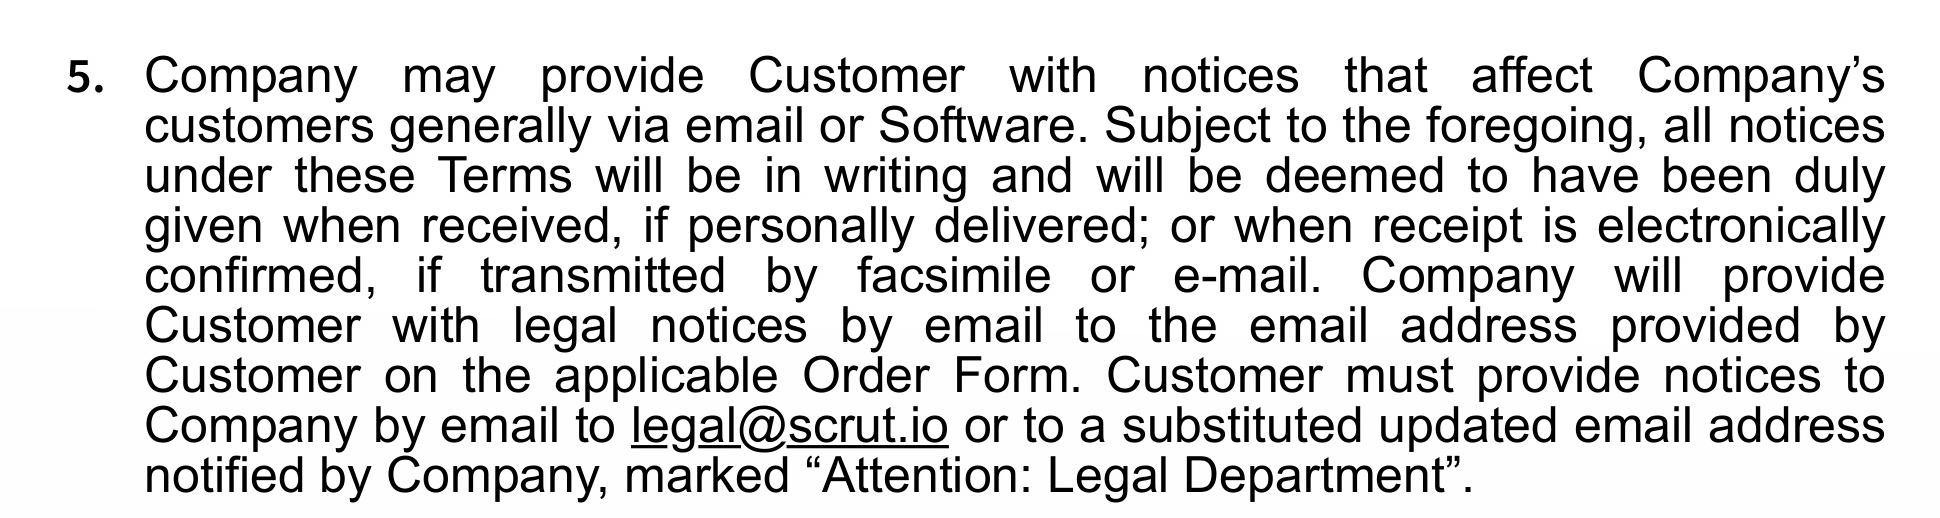 5. Company may provide Customer with notices that affect Company’s
customers generally via email or Software. Subject to the foregoing, all notices
under these Terms will be in writing and will be deemed to have been duly
given when received, if personally delivered; or when receipt is electronically
confirmed, if transmitted by facsimile or e-mail. Company will provide
Customer with legal notices by email to the email address provided by
Customer on the applicable Order Form. Customer must provide notices to
Company by email to legal@scrut.io or to a substituted updated email address
notified by Company, marked “Attention: Legal Department”.